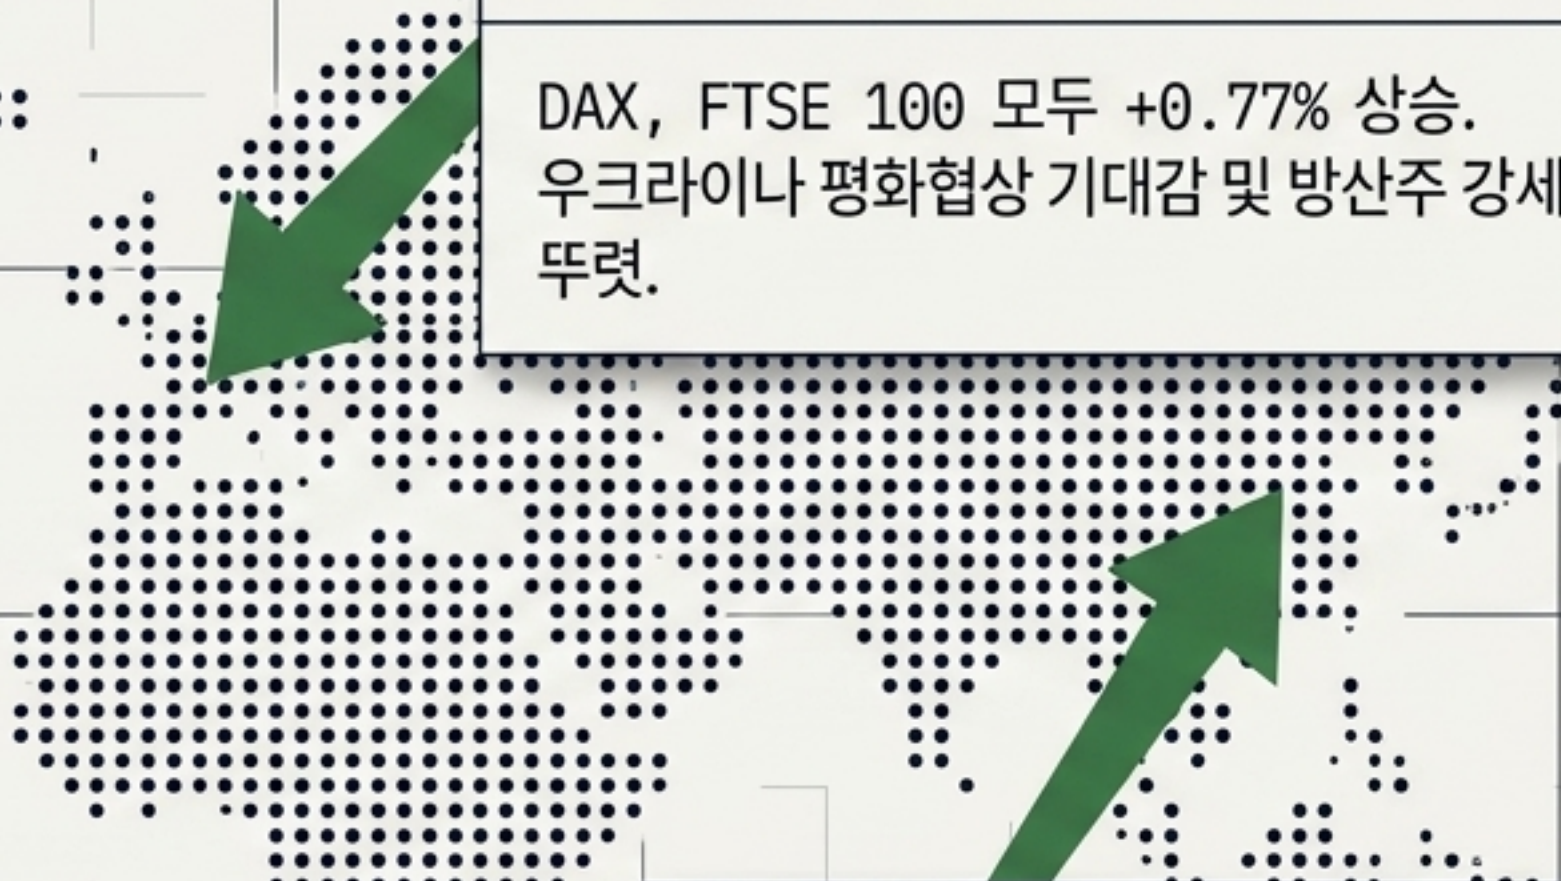 DAX, FTSE 100 모두 +0.77% 상승.
우크라이나 평화협상 기대감 및 방산주 강세
뚜렷.